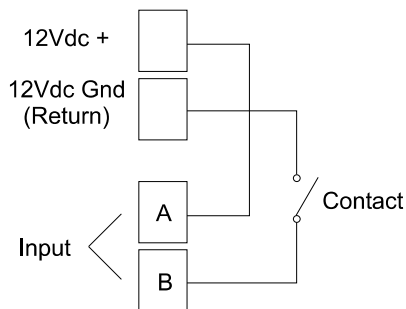 12Vdc +
12Vdc Gnd
(Return)
A
Contact
Input
B